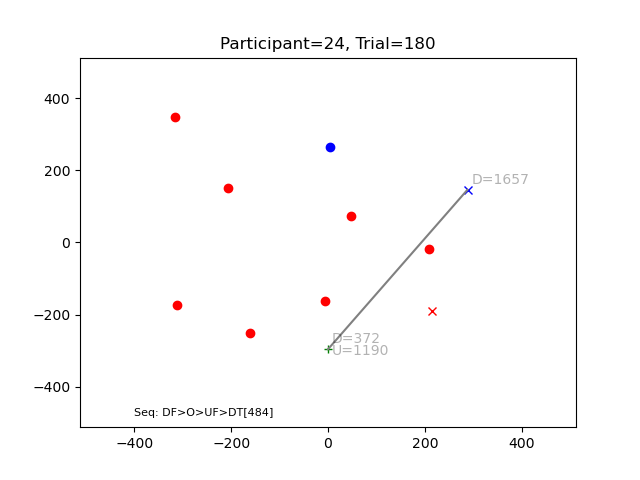 Participant=24, Trial=180
400
200
0
−200
−400
D=1657
D=372
U=1190
Seq: DF>O>UF>DT[484]
−400 −200 0 200 400